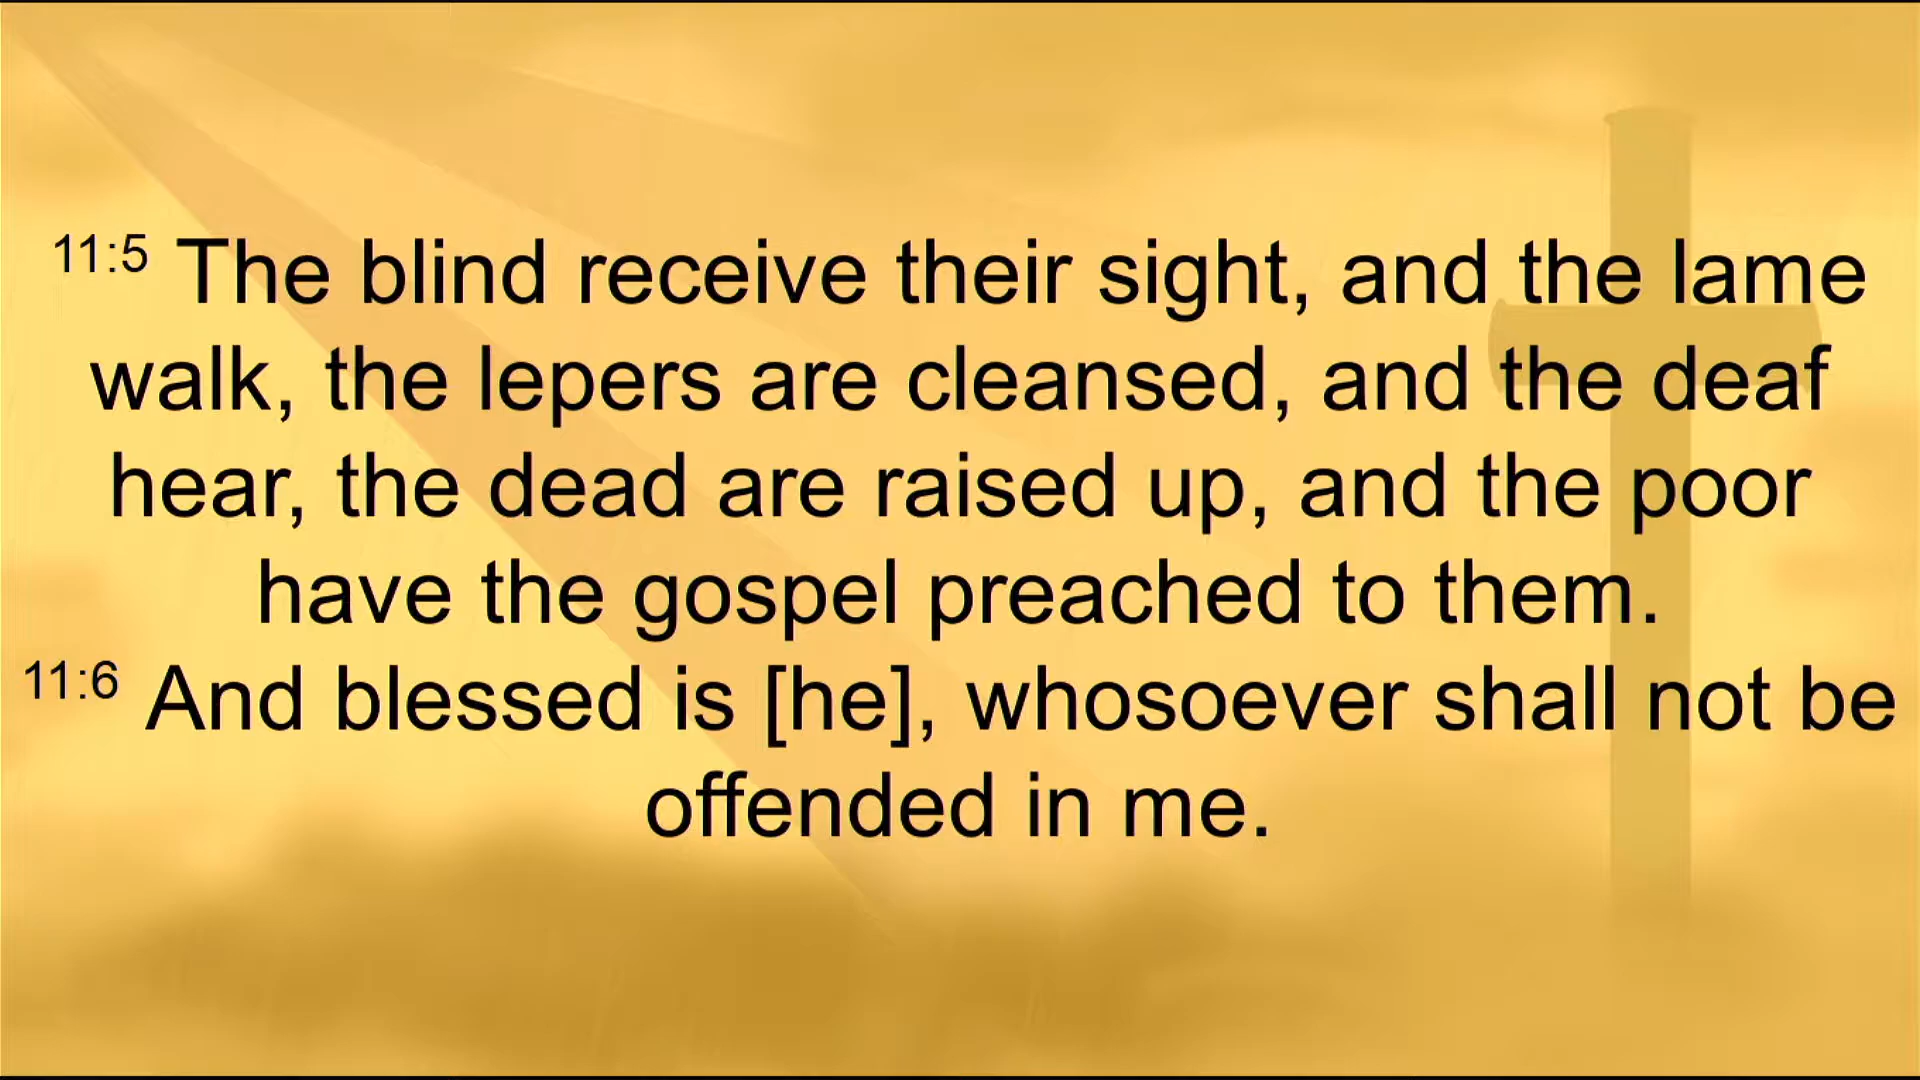 11:5 The blind receive their sight, and the lame
walk, the lepers are cleansed, and the deaf
hear, the dead are raised up, and the poor
have the gospel preached to them.
11:6 And blessed is [he], whosoever shall not be
offended in me.